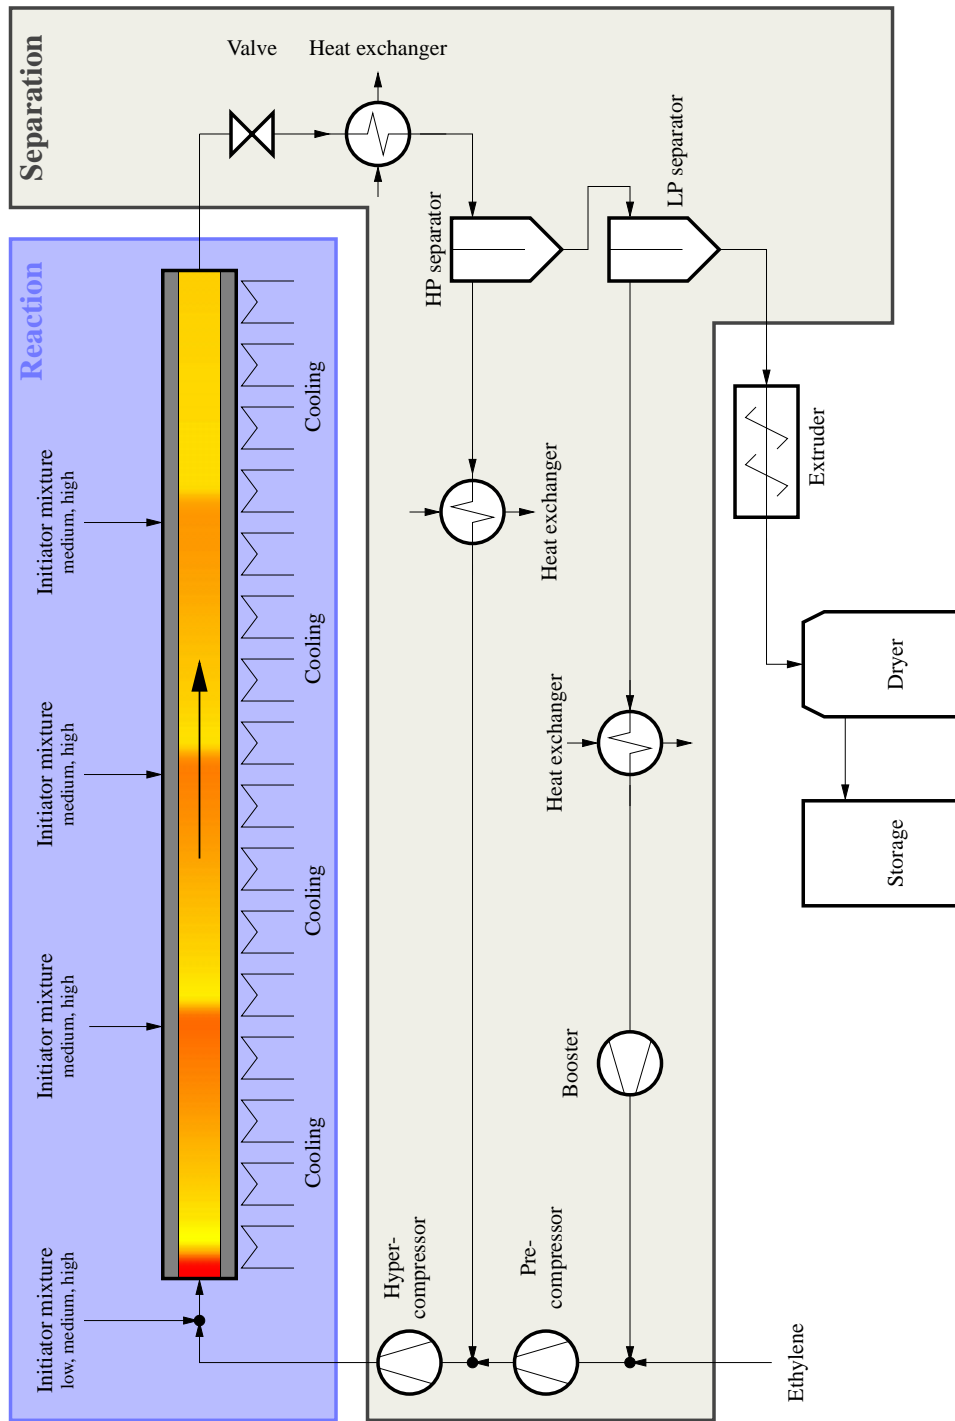 Valve
Heat exchanger
Separation
LP separator
HP separator
Reaction
Initiator mixture
medium, high
Cooling
Heat exchanger
Extruder
Initiator mixture
medium, high
Cooling
Heat exchanger
Dryer
Initiator mixture
medium, high
Cooling
Storage
Booster
Cooling
Initiator mixture
low, medium, high
Hyper-
compressor
Pre-
compressor
Ethylene